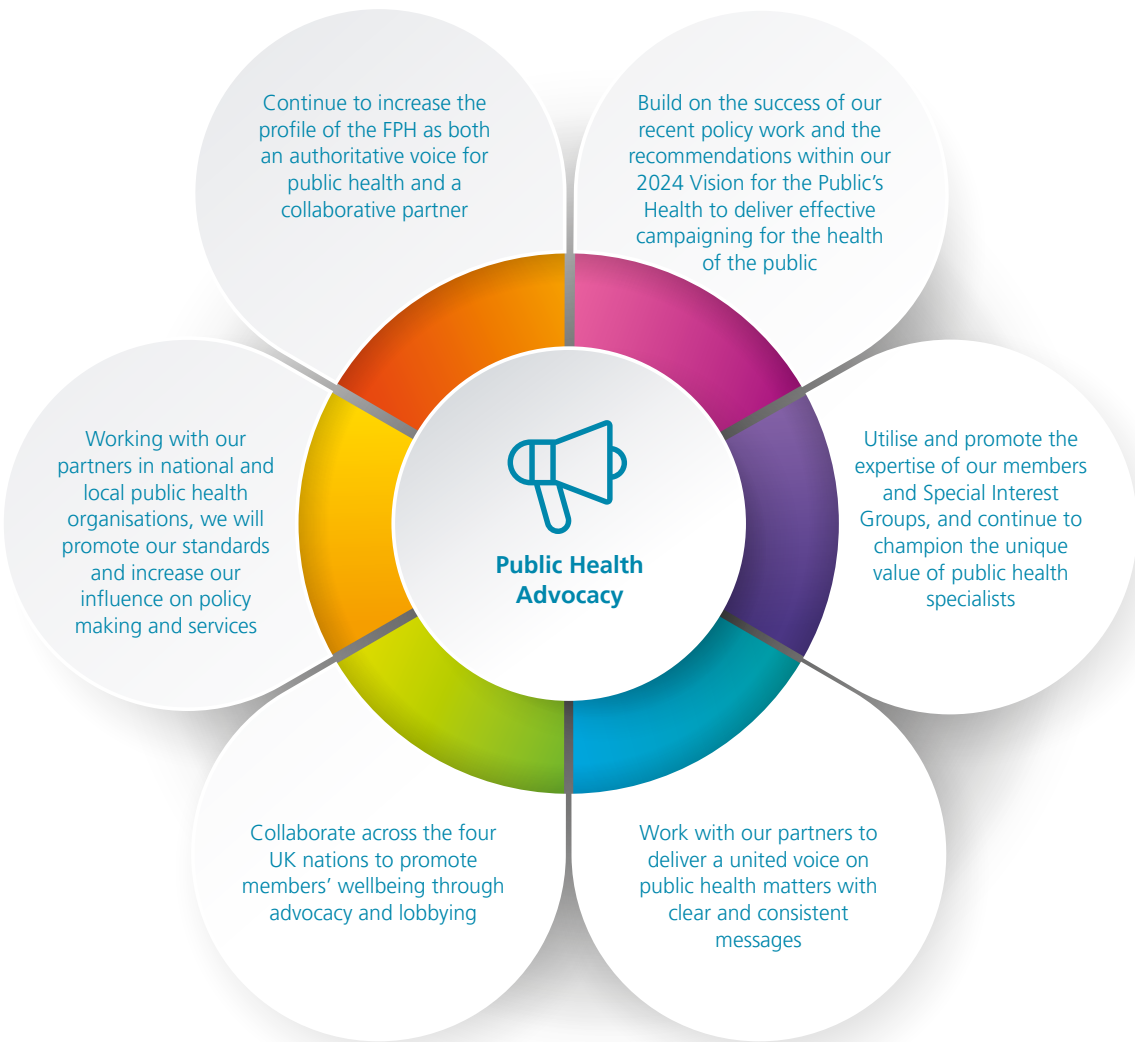 Continue to increase the
profile of the FPH as both
an authoritative voice for
public health and a
collaborative partner
Build on the success of our
recent policy work and the
recommendations within our
2024 Vision for the Public’s
Health to deliver effective
campaigning for the health
of the public
Working with our
partners in national and
local public health
organisations, we will
promote our standards
and increase our
influence on policy
making and services
Public Health
Advocacy
Utilise and promote the
expertise of our members
and Special Interest
Groups, and continue to
champion the unique
value of public health
specialists
Collaborate across the four
UK nations to promote
members’ wellbeing through
advocacy and lobbying
Work with our partners to
deliver a united voice on
public health matters with
clear and consistent
messages